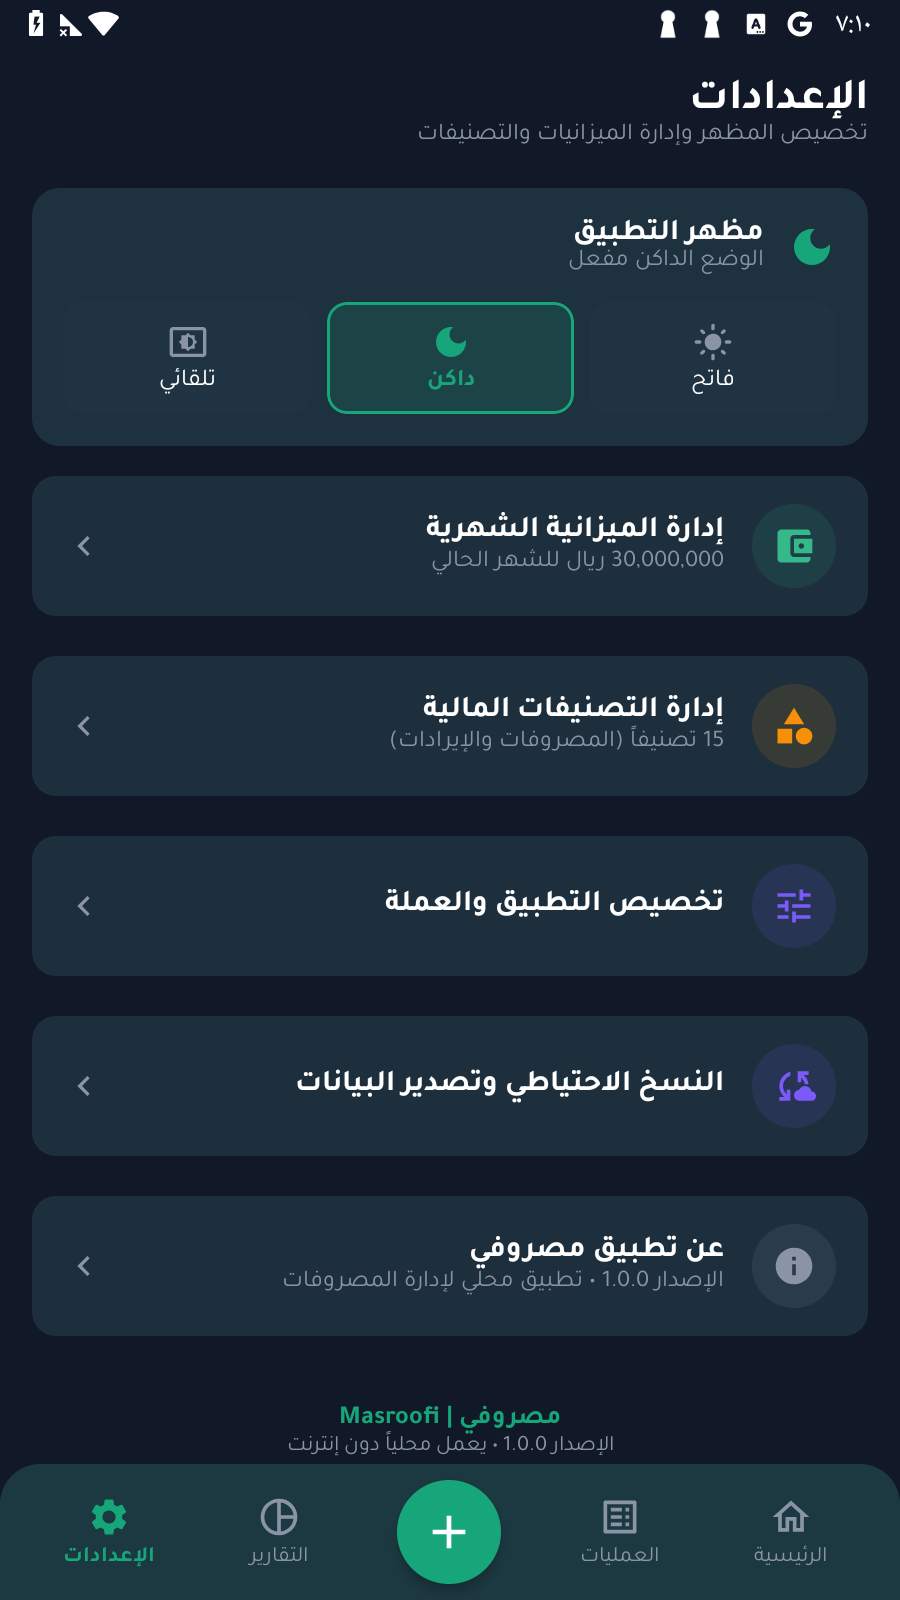 ٧:١٠
الإعدادات
تخصيص المظهر وإدارة الميزانيات والتصنيفات
مظهر التطبيق
الوضع الداكن مفعل
فاتح
داكن
تلقائي
إدارة الميزانية الشهرية
30,000,000 ريال للشهر الحالي
إدارة التصنيفات المالية
15 تصنيفاً (المصروفات والإيرادات)
تخصيص التطبيق والعملة
النسخ الاحتياطي وتصدير البيانات
عن تطبيق مصروفي
الإصدار 1.0.0 • تطبيق محلي لإدارة المصروفات
مصروفي | Masroofi
الإصدار 1.0.0 • يعمل محلياً دون إنترنت
الرئيسية
العمليات
التقارير
الإعدادات